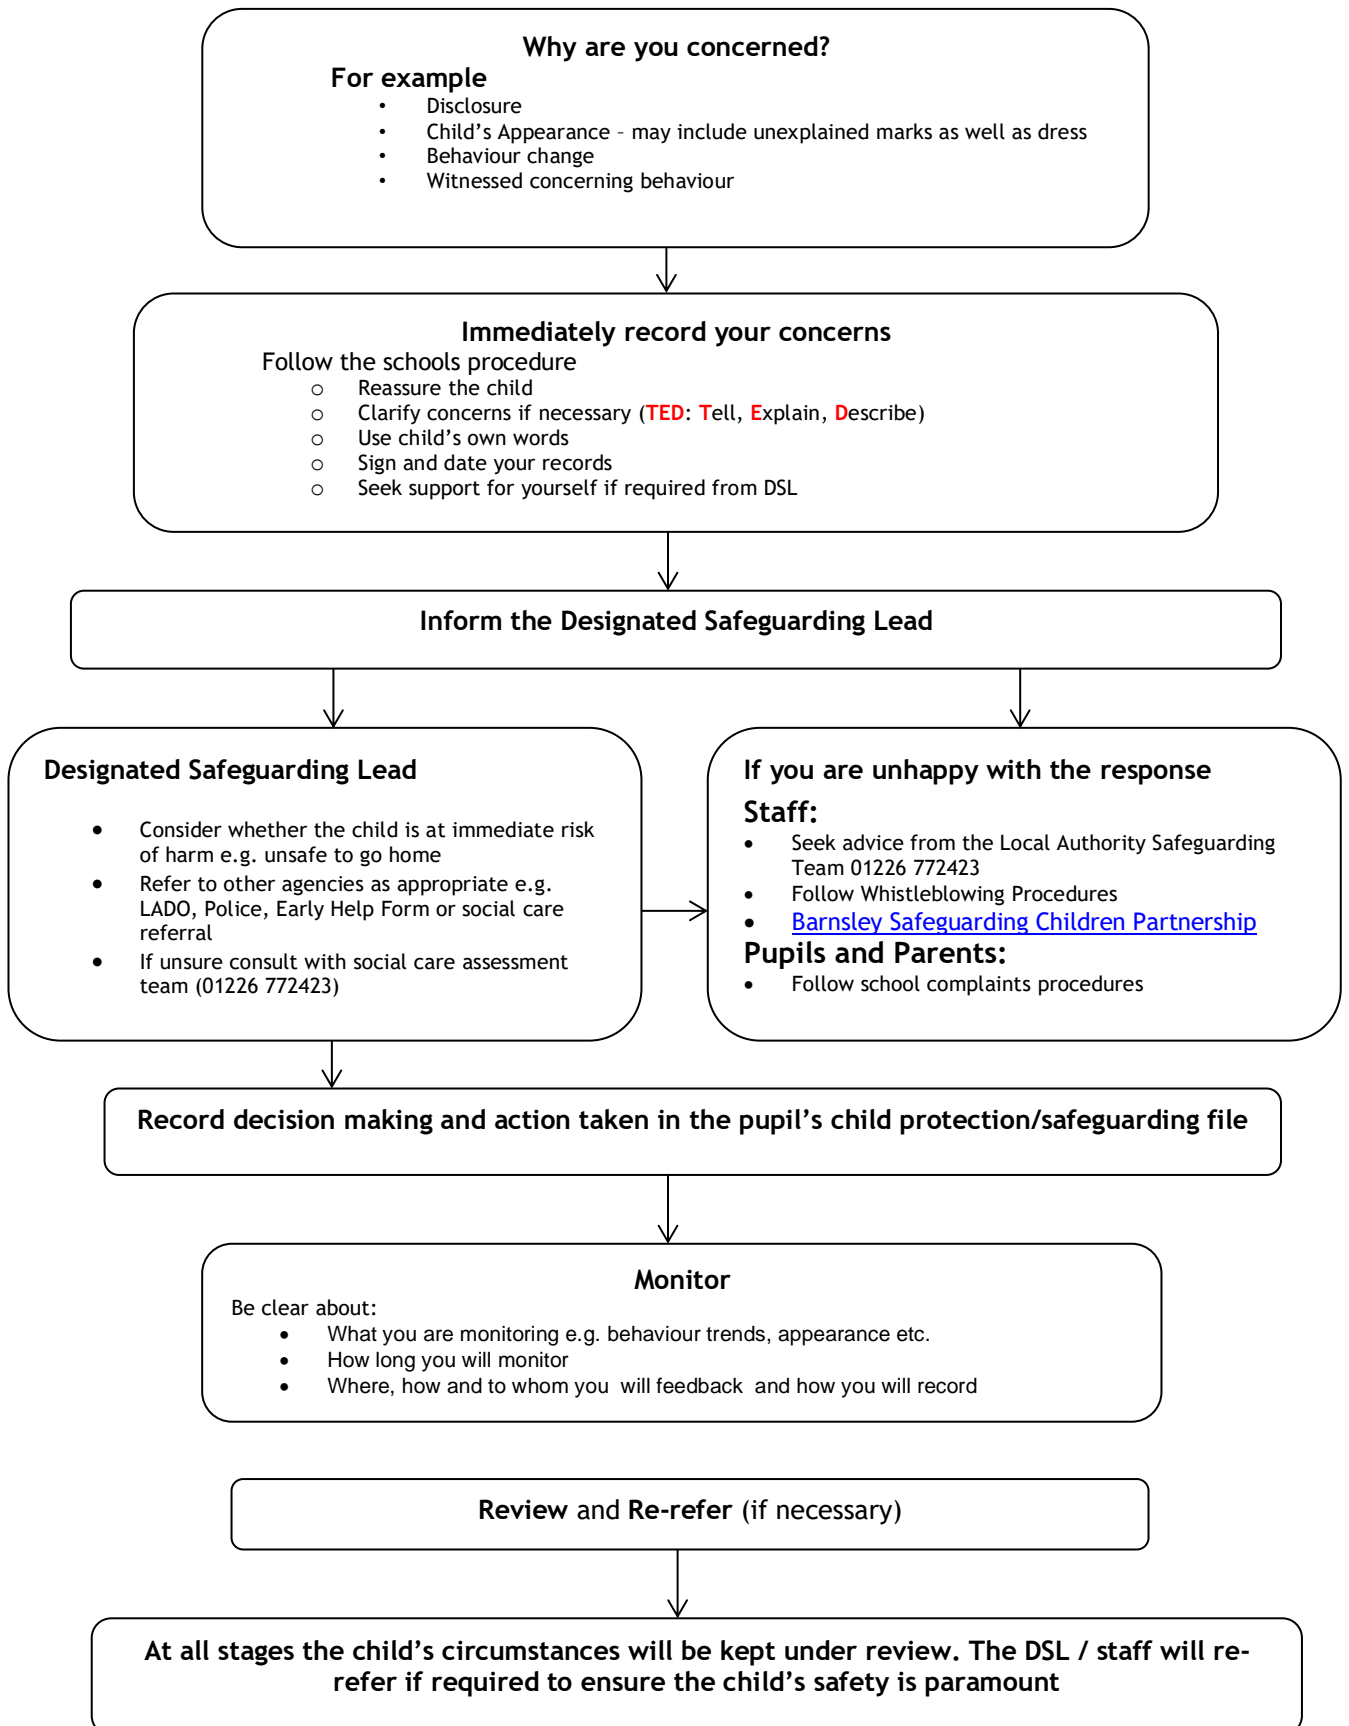 Why are you concerned?
For example
• Disclosure
• Child's Appearance – may include unexplained marks as well as dress
• Behaviour change
• Witnessed concerning behaviour
Immediately record your concerns
Follow the schools procedure
o Reassure the child
o Clarify concerns if necessary (TED: Tell, Explain, Describe)
o Use child's own words
o Sign and date your records
o Seek support for yourself if required from DSL
Inform the Designated Safeguarding Lead
Designated Safeguarding Lead
• Consider whether the child is at immediate risk
of harm e.g. unsafe to go home
• Refer to other agencies as appropriate e.g.
LADO, Police, Early Help Form or social care
referral
• If unsure consult with social care assessment
team (01226 772423)
If you are unhappy with the response
Staff:
• Seek advice from the Local Authority Safeguarding
Team 01226 772423
• Follow Whistleblowing Procedures
• Barnsley Safeguarding Children Partnership
Pupils and Parents:
• Follow school complaints procedures
Record decision making and action taken in the pupil's child protection/safeguarding file
Monitor
Be clear about:
• What you are monitoring e.g. behaviour trends, appearance etc.
• How long you will monitor
• Where, how and to whom you will feedback and how you will record
Review and Re-refer (if necessary)
At all stages the child's circumstances will be kept under review. The DSL / staff will re-
refer if required to ensure the child's safety is paramount